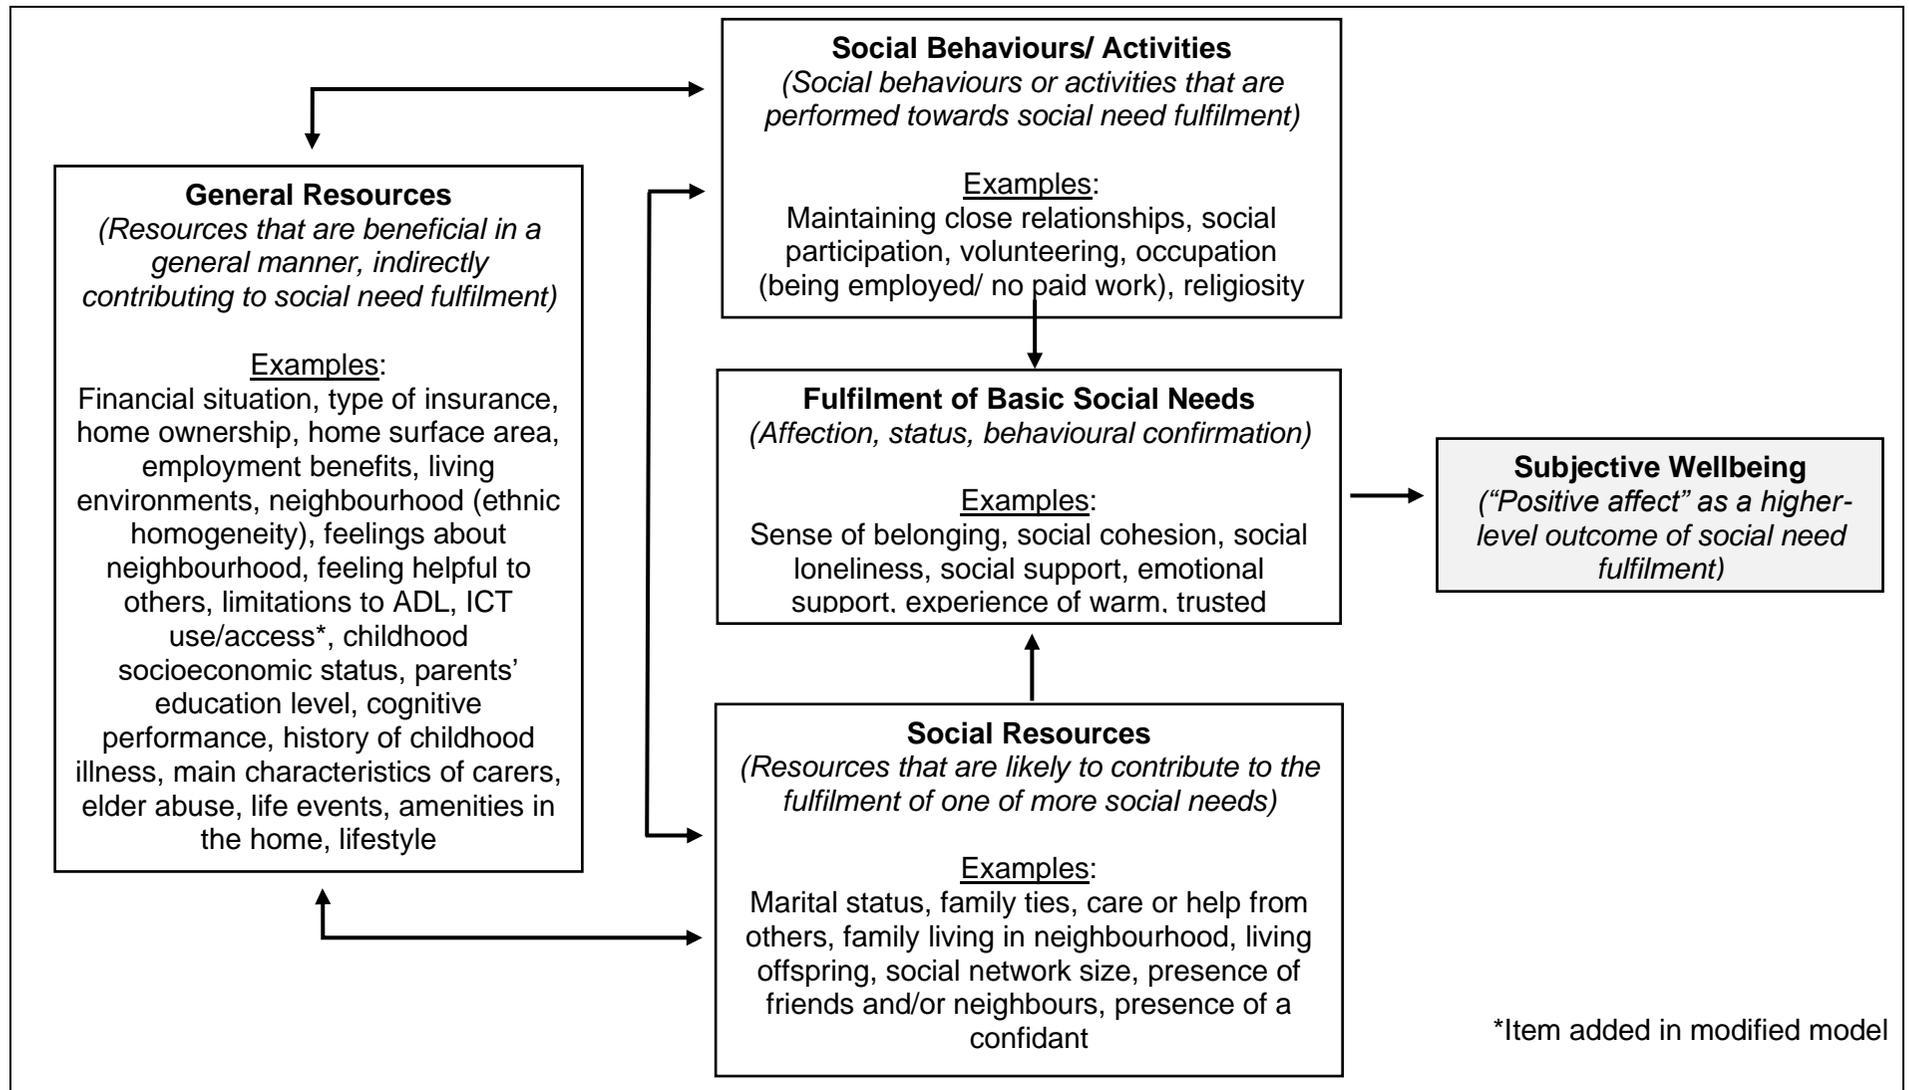 Social Behaviours/ Activities
(Social behaviours or activities that are
performed towards social need fulfilment)
Examples:
Maintaining close relationships, social
participation, volunteering, occupation
(being employed/ no paid work), religiosity
General Resources
(Resources that are beneficial in a
general manner, indirectly
contributing to social need fulfilment)
Examples:
Financial situation, type of insurance,
home ownership, home surface area,
employment benefits, living
environments, neighbourhood (ethnic
homogeneity), feelings about
neighbourhood, feeling helpful to
others, limitations to ADL, ICT
use/access*, childhood
socioeconomic status, parents’
education level, cognitive
performance, history of childhood
illness, main characteristics of carers,
elder abuse, life events, amenities in
the home, lifestyle
Fulfilment of Basic Social Needs
(Affection, status, behavioural confirmation)
Examples:
Sense of belonging, social cohesion, social
loneliness, social support, emotional
support, experience of warm, trusted
Subjective Wellbeing
(“Positive affect” as a higher-
level outcome of social need
fulfilment)
Social Resources
(Resources that are likely to contribute to the
fulfilment of one of more social needs)
Examples:
Marital status, family ties, care or help from
others, family living in neighbourhood, living
offspring, social network size, presence of
friends and/or neighbours, presence of a
confidant
*Item added in modified model